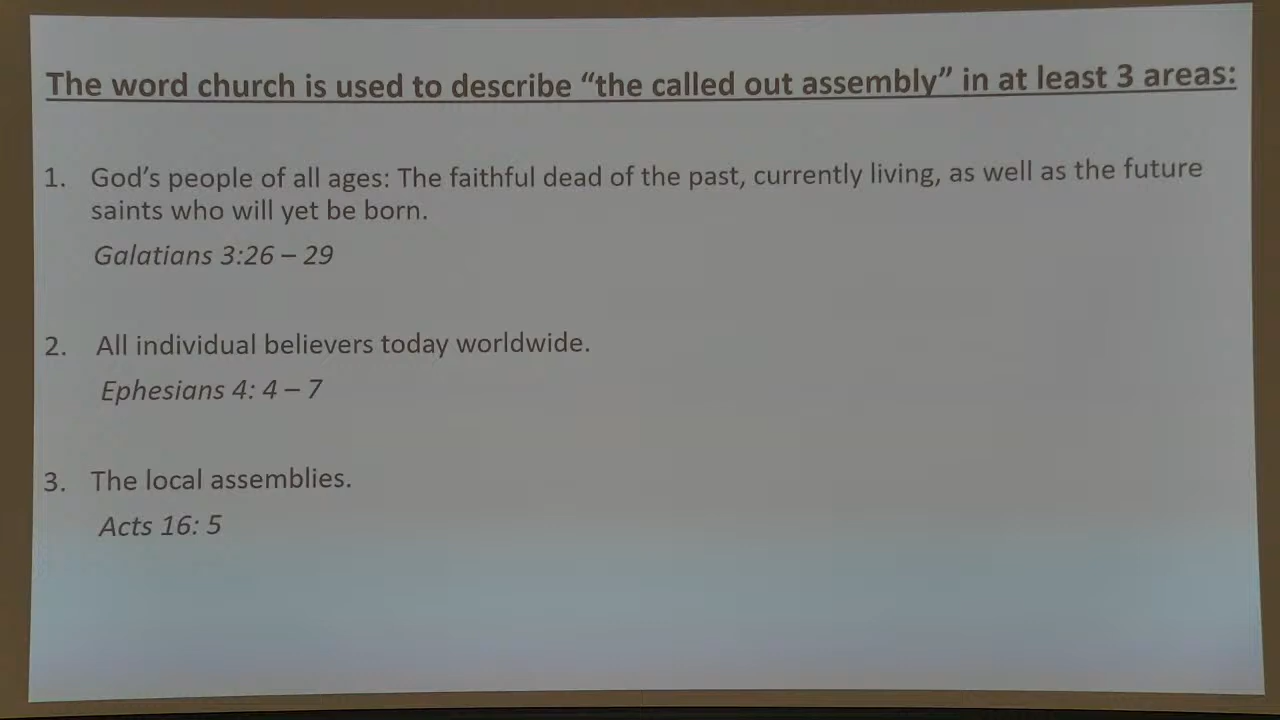 The word church is used to describe “the called out assembly” in at least 3 areas:
1. God’s people of all ages: The faithful dead of the past, currently living, as well as the future
saints who will yet be born.
Galatians 3:26 – 29
2. All individual believers today worldwide.
Ephesians 4: 4 – 7
3. The local assemblies.
Acts 16: 5